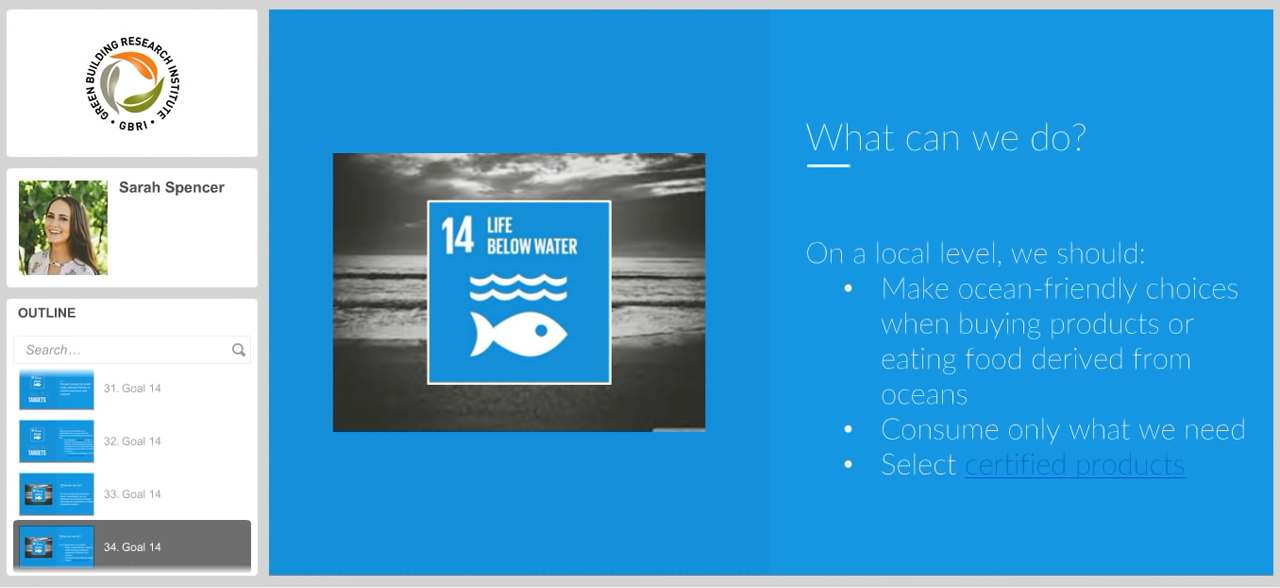 GREEN BUILDING RESEARCH INSTITUTE
• GBRI •
Sarah Spencer
OUTLINE
Search...
31. Goal 14
TARGETS
32. Goal 14
TARGETS
33. Goal 14
34. Goal 14
14 LIFE
BELOW WATER
What can we do?
On a local level, we should:
• Make ocean-friendly choices
when buying products or
eating food derived from
oceans
• Consume only what we need
• Select certified products